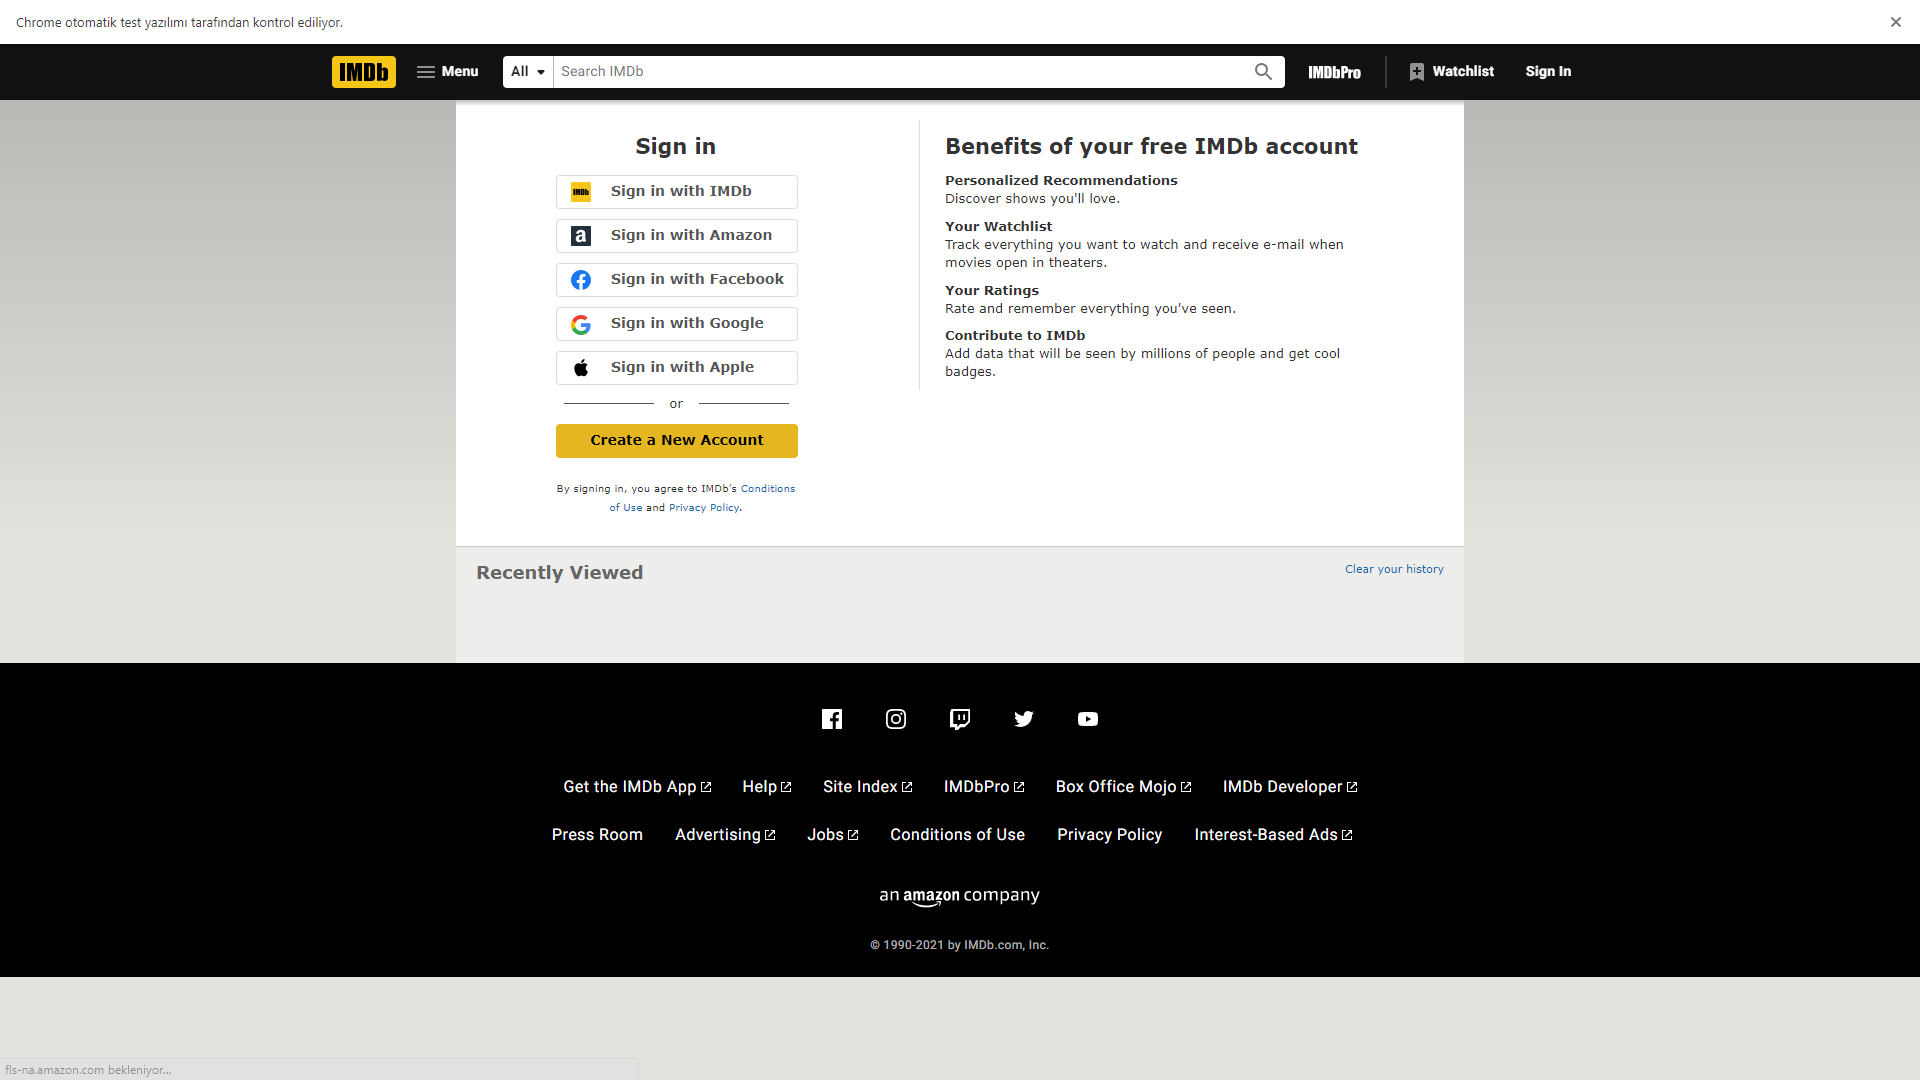 Chrome otomatik test yazılımı tarafından kontrol ediliyor.
IMDb Menu All Search IMDb IMDbPro Watchlist Sign In
Sign in
IMDb Sign in with IMDb
Sign in with Amazon
Sign in with Facebook
Sign in with Google
Sign in with Apple
or
Create a New Account
By signing in, you agree to IMDb's Conditions
of Use and Privacy Policy.
Benefits of your free IMDb account
Personalized Recommendations
Discover shows you'll love.
Your Watchlist
Track everything you want to watch and receive e-mail when
movies open in theaters.
Your Ratings
Rate and remember everything you've seen.
Contribute to IMDb
Add data that will be seen by millions of people and get cool
badges.
Recently Viewed
Clear your history
Get the IMDb App Help Site Index IMDbPro Box Office Mojo IMDb Developer
Press Room Advertising Jobs Conditions of Use Privacy Policy Interest-Based Ads
an amazon company
© 1990-2021 by IMDb.com, Inc.
fls-na.amazon.com bekleniyor...